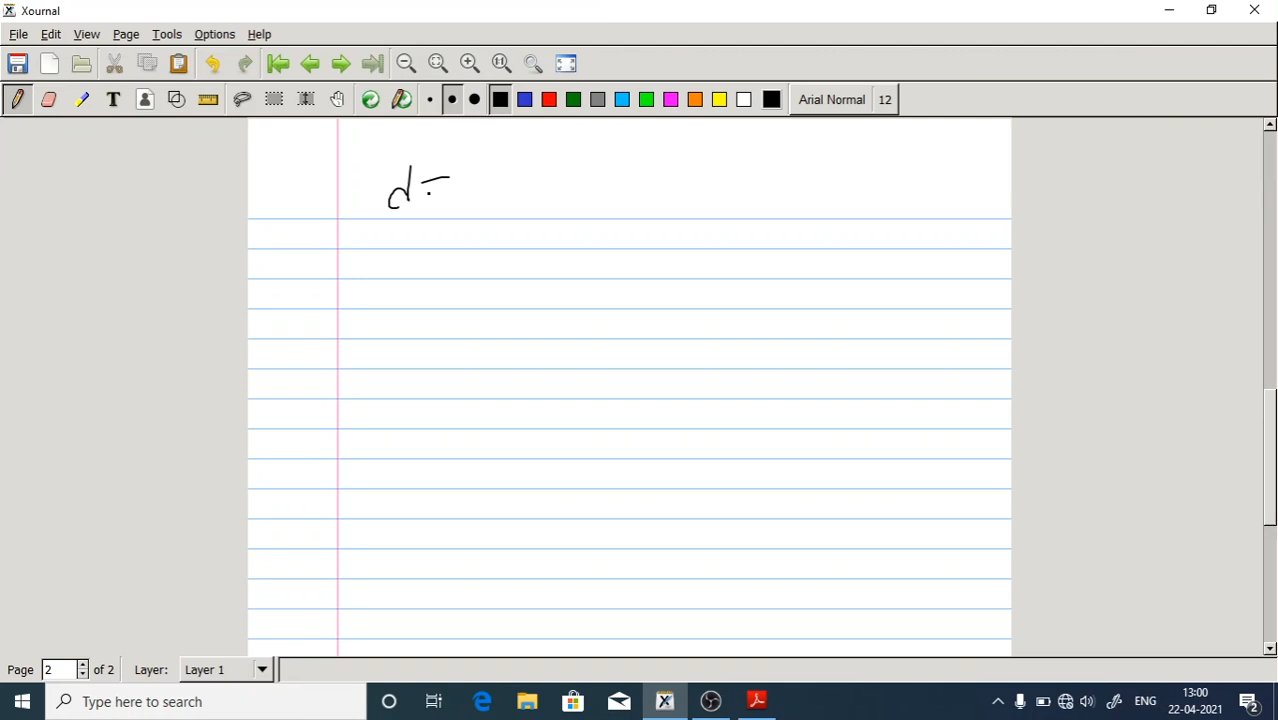 Xournal
File Edit View Page Tools Options Help
T Arial Normal 12
d=
Page 2 of 2 Layer: Layer 1
Type here to search
ENG
13:00
22-04-2021
2